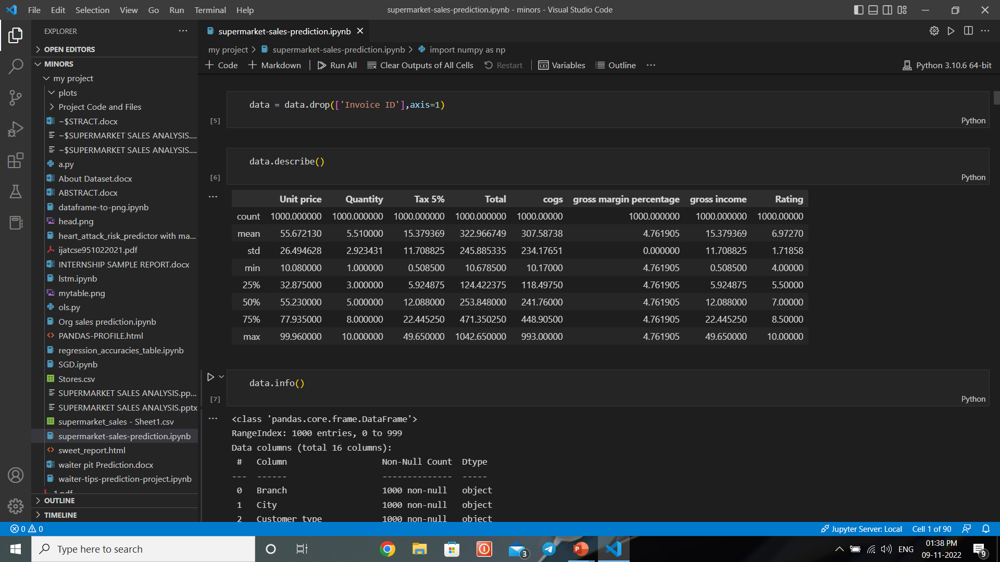 File Edit Selection View Go Run Terminal Help
supermarket-sales-prediction.ipynb - minors - Visual Studio Code
EXPLORER
OPEN EDITORS
MINORS
my project
plots
Project Code and Files
~$STRACT.docx
~$SUPERMARKET SALES ANALYSIS....
~$SUPERMARKET SALES ANALYSIS....
a.py
About Dataset.docx
ABSTRACT.docx
dataframe-to-png.ipynb
head.png
heart_attack_risk_predictor with ma...
ijatcse951022021.pdf
INTERNSHIP SAMPLE REPORT.docx
lstm.ipynb
mytable.png
ols.py
Org sales prediction.ipynb
PANDAS-PROFILE.html
regression_accuracies_table.ipynb
SGD.ipynb
Stores.csv
SUPERMARKET SALES ANALYSIS.pp...
SUPERMARKET SALES ANALYSIS.pptx
supermarket_sales - Sheet1.csv
supermarket-sales-prediction.ipynb
sweet_report.html
waiter pit Prediction.docx
waiter-tips-prediction-project.ipynb
1.pdf
OUTLINE
TIMELINE
supermarket-sales-prediction.ipynb
my project > supermarket-sales-prediction.ipynb > import numpy as np
+ Code + Markdown Run All Clear Outputs of All Cells Restart (x) Variables Outline ... Python 3.10.6 64-bit
data = data.drop(['Invoice ID'],axis=1)
[5] Python
data.describe()
[6] Python
Unit price Quantity Tax 5% Total cogs gross margin percentage gross income Rating
count 1000.000000 1000.000000 1000.000000 1000.000000 1000.00000 1000.000000 1000.000000 1000.00000
mean 55.672130 5.510000 15.379369 322.966749 307.58738 4.761905 15.379369 6.97270
std 26.494628 2.923431 11.708825 245.885335 234.17651 0.000000 11.708825 1.71858
min 10.080000 1.000000 0.508500 10.678500 10.17000 4.761905 0.508500 4.00000
25% 32.875000 3.000000 5.924875 124.422375 118.49750 4.761905 5.924875 5.50000
50% 55.230000 5.000000 12.088000 253.848000 241.76000 4.761905 12.088000 7.00000
75% 77.935000 8.000000 22.445250 471.350250 448.90500 4.761905 22.445250 8.50000
max 99.960000 10.000000 49.650000 1042.650000 993.00000 4.761905 49.650000 10.00000
data.info()
[7] Python
<class 'pandas.core.frame.DataFrame'>
RangeIndex: 1000 entries, 0 to 999
Data columns (total 16 columns):
# Column Non-Null Count Dtype
--- ------ -------------- -----
0 Branch 1000 non-null object
1 City 1000 non-null object
2 Customer type 1000 non-null object
0 0 Jupyter Server: Local Cell 1 of 90
Type here to search
3
ENG
01:38 PM
09-11-2022
9